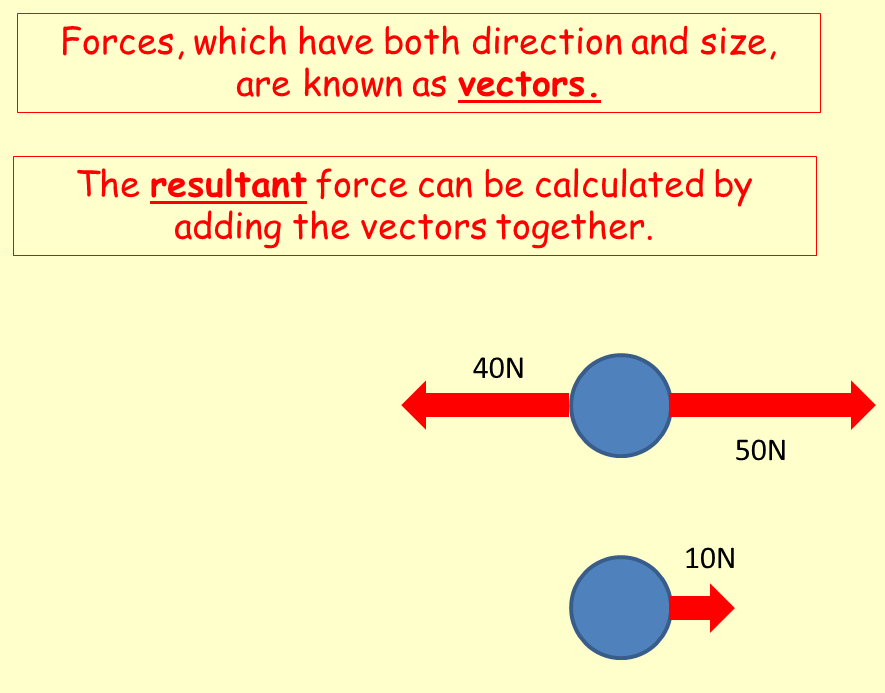 Forces, which have both direction and size,
are known as vectors.
The resultant force can be calculated by
adding the vectors together.
40N
50N
10N